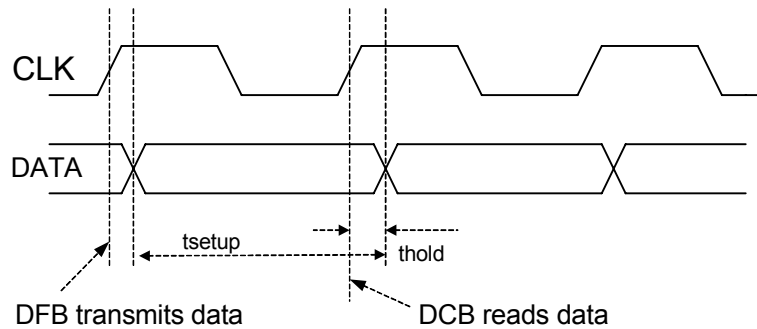 CLK
DATA
tsetup
thold
DFB transmits data
DCB reads data